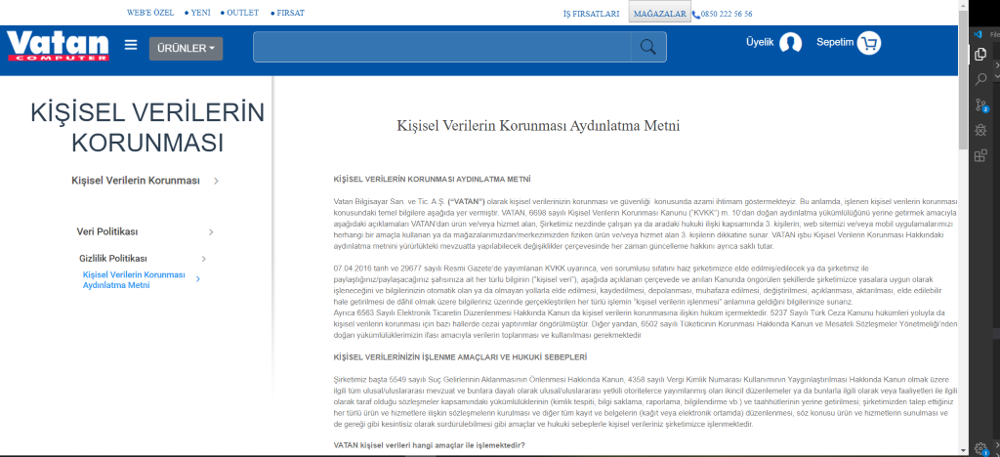 WEB'E ÖZEL • YENİ • OUTLET • FIRSAT
İŞ FIRSATLARI MAĞAZALAR 0850 222 56 56
Vatan
COMPUTER
ÜRÜNLER
Üyelik
Sepetim
File
KİŞİSEL VERİLERİN
KORUNMASI
Kişisel Verilerin Korunması
Veri Politikası
Gizlilik Politikası
Kişisel Verilerin Korunması
Aydınlatma Metni
Kişisel Verilerin Korunması Aydınlatma Metni
KİŞİSEL VERİLERİN KORUNMASI AYDINLATMA METNİ
Vatan Bilgisayar San. ve Tic. A.Ş. ("VATAN") olarak kişisel verilerinizin korunması ve güvenliği konusunda azami ihtimam göstermekteyiz. Bu anlamda, işlenen kişisel verilerin korunması
konusundaki temel bilgilere aşağıda yer vermiştir. VATAN, 6698 sayılı Kişisel Verilerin Korunması Kanunu ("KVKK") m. 10'dan doğan aydınlatma yükümlülüğünü yerine getirmek amacıyla
aşağıdaki açıklamaları VATAN'dan ürün ve/veya hizmet alan, Şirketimiz nezdinde çalışan ya da aradaki hukuki ilişki kapsamında 3. kişilerin; web sitemizi ve/veya mobil uygulamalarımızı
herhangi bir amaçla kullanan ya da mağazalarımızdan/merkezimizden fiziken ürün ve/veya hizmet alan 3. kişilerin dikkatine sunar. VATAN işbu Kişisel Verilerin Korunması Hakkındaki
aydınlatma metnini yürürlükteki mevzuatta yapılabilecek değişiklikler çerçevesinde her zaman güncelleme hakkını ayrıca saklı tutar.
07.04.2016 tarih ve 29677 sayılı Resmi Gazete'de yayımlanan KVKK uyarınca, veri sorumlusu sıfatını haiz şirketimizce elde edilmiş/edilecek ya da şirketimiz ile
paylaştığınız/paylaşacağınız şahsınıza ait her türlü bilginin ("kişisel veri"), aşağıda açıklanan çerçevede ve anılan Kanunda öngörülen şekillerde şirketimizce yasalara uygun olarak
işleneceğini ve bilgilerinizin otomatik olan ya da olmayan yollarla elde edilmesi, kaydedilmesi, depolanması, muhafaza edilmesi, değiştirilmesi, açıklanması, aktarılması, elde edilebilir
hale getirilmesi de dâhil olmak üzere bilgileriniz üzerinde gerçekleştirilen her türlü işlemin "kişisel verilerin işlenmesi" anlamına geldiğini bilgilerinize sunarız.
Ayrıca 6563 Sayılı Elektronik Ticaretin Düzenlenmesi Hakkında Kanun da kişisel verilerin korunmasına ilişkin hüküm içermektedir. 5237 Sayılı Türk Ceza Kanunu hükümleri yoluyla da
kişisel verilerin korunması için bazı hallerde cezai yaptırımlar öngörülmüştür. Diğer yandan, 6502 sayılı Tüketicinin Korunması Hakkında Kanun ve Mesafeli Sözleşmeler Yönetmeliği'nden
doğan yükümlülüklerimizin ifası amacıyla verilerin toplanması ve kullanılması gerekmektedir
KİŞİSEL VERİLERİNİZİN İŞLENME AMAÇLARI VE HUKUKİ SEBEPLERİ
Şirketimiz başta 5549 sayılı Suç Gelirlerinin Aklanmasının Önlenmesi Hakkında Kanun, 4358 sayılı Vergi Kimlik Numarası Kullanımının Yaygınlaştırılması Hakkında Kanun olmak üzere
ilgili tüm ulusal/uluslararası mevzuat ve bunlara dayalı olarak ulusal/uluslararası yetkili otoritelerce yayımlanmış olan ikincil düzenlemeler ya da bunlarla ilgili olarak veya faaliyetleri ile ilgili
olarak taraf olduğu sözleşmeler kapsamındaki yükümlülüklerinin (kimlik tespiti, bilgi saklama, raporlama, bilgilendirme vb.) ve taahhütlerinin yerine getirilmesi; şirketimizden talep ettiğiniz
her türlü ürün ve hizmetlere ilişkin sözleşmelerin kurulması ve diğer tüm kayıt ve belgelerin (kağıt veya elektronik ortamda) düzenlenmesi, söz konusu ürün ve hizmetlerin sunulması ve
de gereği gibi kesintisiz olarak sürdürülebilmesi gibi amaçlar ve hukuki sebeplerle kişisel verileriniz şirketimizce işlenmektedir.
VATAN kişisel verileri hangi amaçlar ile işlemektedir?